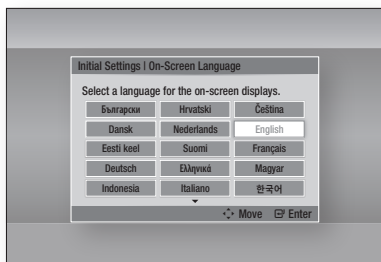 Initial Settings | On-Screen Language
Select a language for the on-screen displays.
Български Hrvatski Čeština
Dansk Nederlands English
Eesti keel Suomi Français
Deutsch Ελληνικά Magyar
Indonesia Italiano 한국어
Move Enter